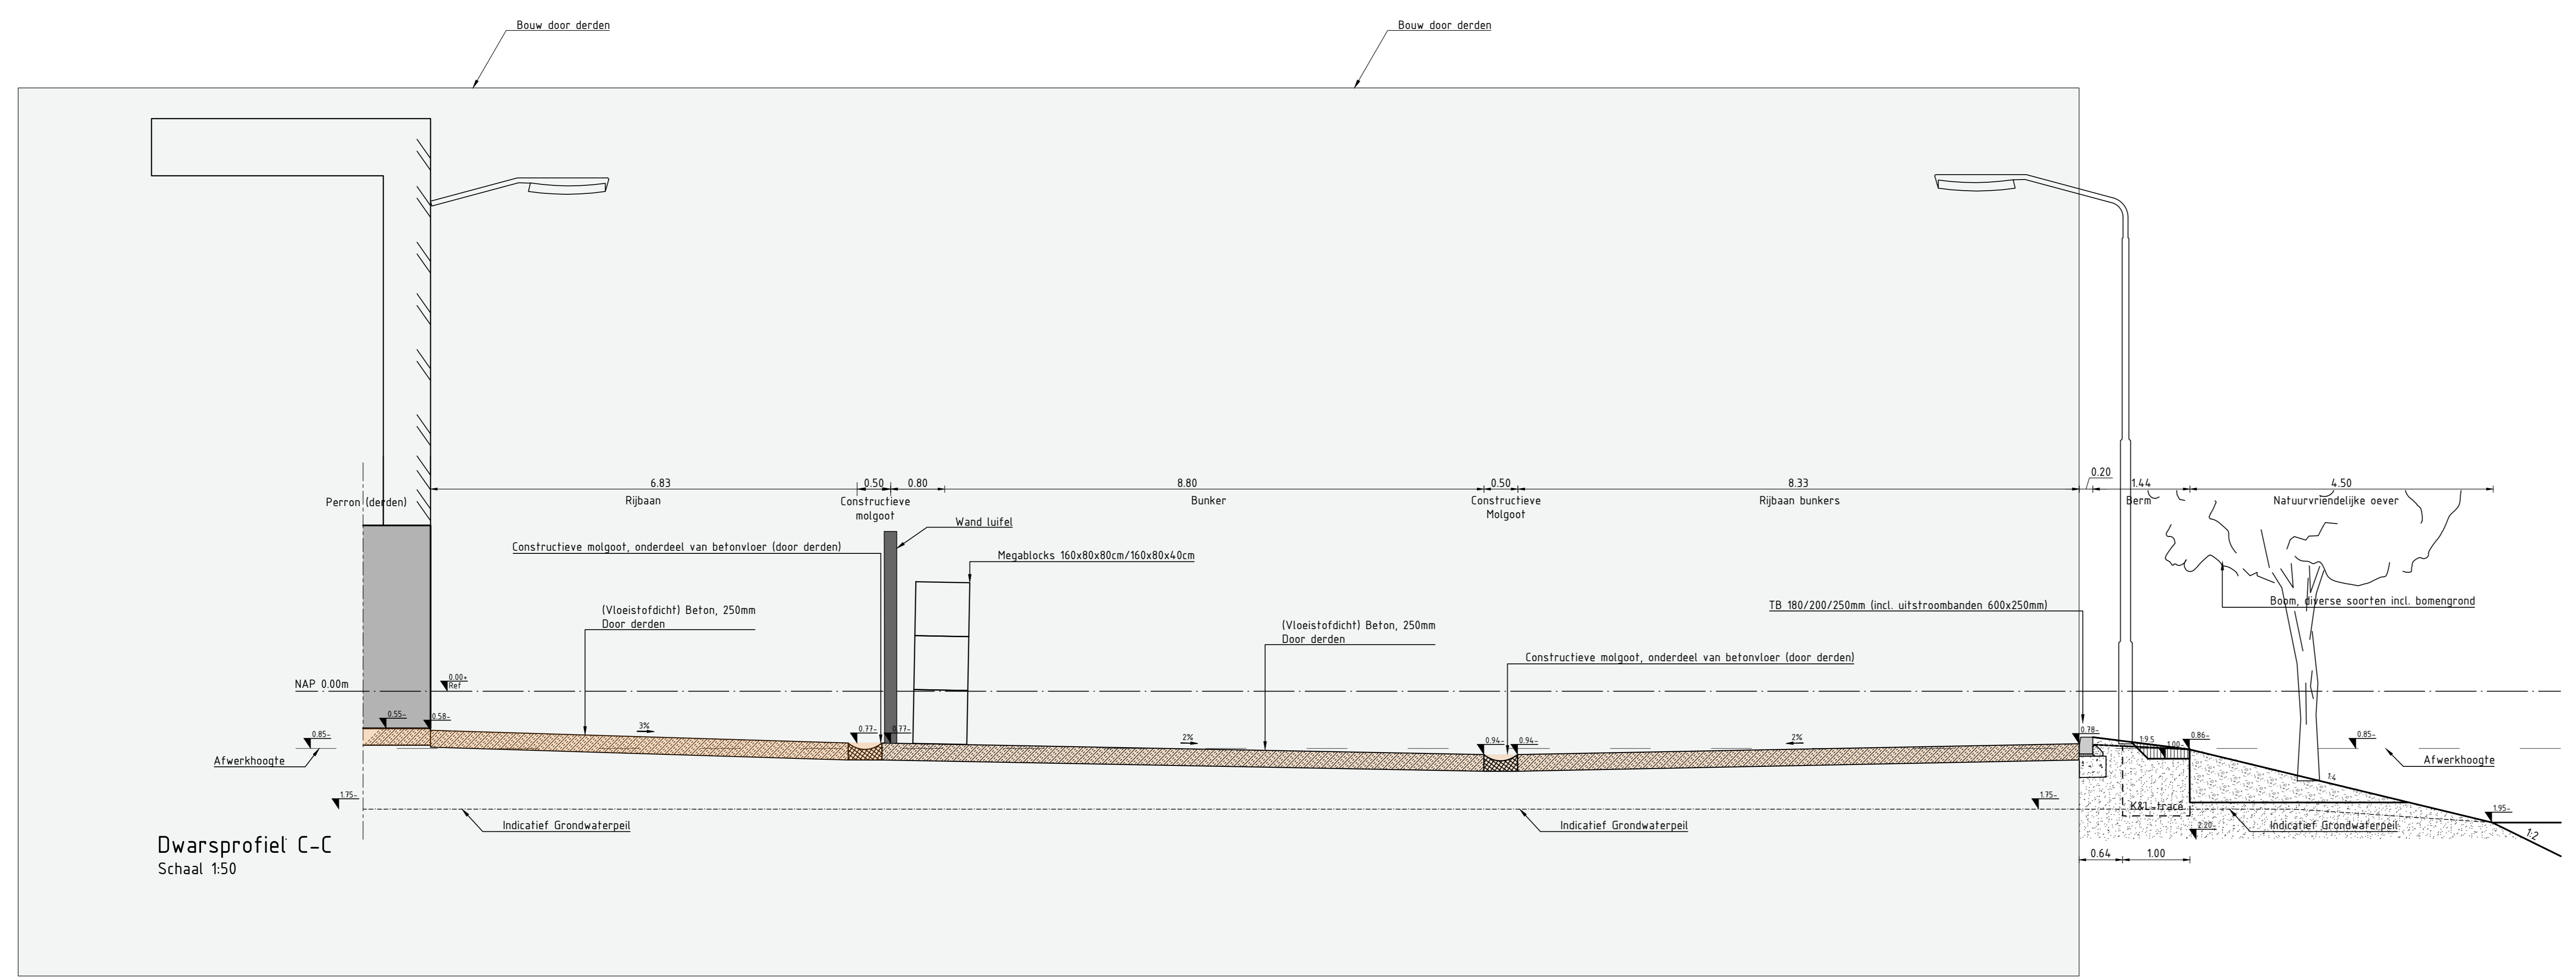 Bouw door derden
Bouw door derden
6.83
0.50
0.80
8.80
0.50
8.33
0.20
1.44
4.50
Perron (derden)
Rijbaan
Constructieve
molgoot
Bunker
Constructieve
Molgoot
Rijbaan bunkers
Berm
Natuurvriendelijke oever
Wand luifel
Constructieve molgoot, onderdeel van betonvloer (door derden)
Megablocks 160x80x80cm/160x80x40cm
(Vloeistofdicht) Beton, 250mm
Door derden
(Vloeistofdicht) Beton, 250mm
Door derden
TB 180/200/250mm (incl. uitstroombanden 600x250mm)
Boom, diverse soorten incl. bomengrond
Constructieve molgoot, onderdeel van betonvloer (door derden)
NAP 0.00m
0.00+
Ref
0.55-
0.58-
3%
0.77-
0.77-
2%
0.94-
0.94-
2%
0.78-
1:9.5
1.00-
0.86-
0.85-
0.85-
Afwerkhoogte
Afwerkhoogte
1:4
1.75-
1.75-
K&L-tracé
1.95-
Indicatief Grondwaterpeil
Indicatief Grondwaterpeil
2.20-
Indicatief Grondwaterpeil
1:2
0.64
1.00
Dwarsprofiel C-C
Schaal 1:50